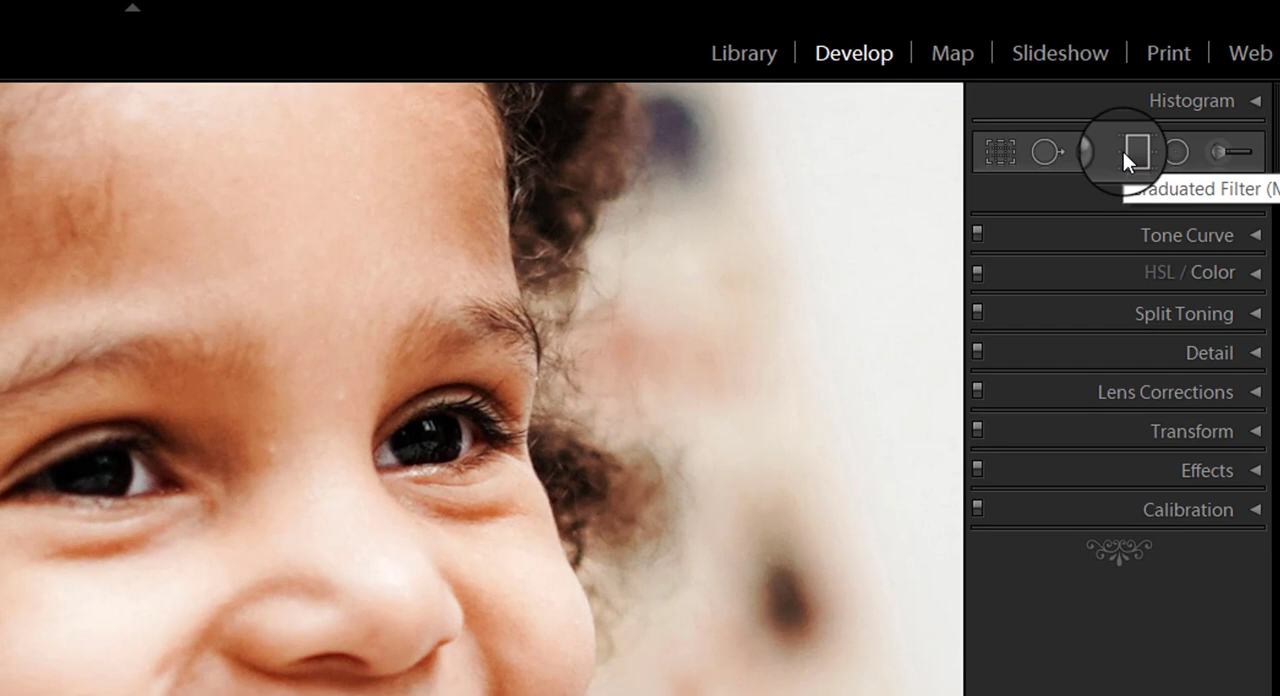 Library | Develop | Map | Slideshow | Print | Web
Histogram
Graduated Filter (M
Tone Curve
HSL / Color
Split Toning
Detail
Lens Corrections
Transform
Effects
Calibration